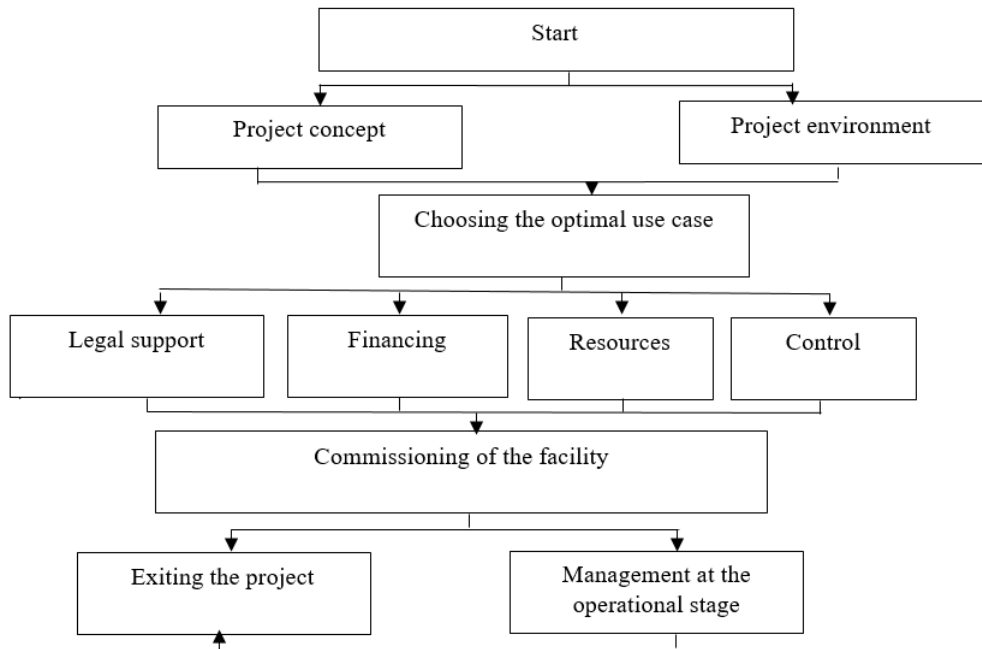 Start
Project concept
Project environment
Choosing the optimal use case
Legal support
Financing
Resources
Control
Commissioning of the facility
Exiting the project
Management at the
operational stage